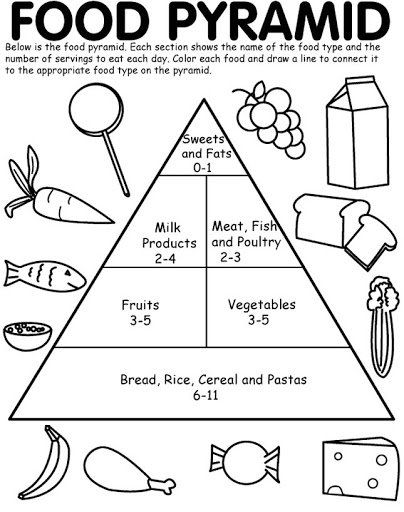 FOOD PYRAMID
Below is the food pyramid. Each section shows the name of the food type and the
number of servings to eat each day. Color each food and draw a line to connect it
to the appropriate food type on the pyramid.
Sweets
and Fats
0-1
Milk
Products
2-4
Meat, Fish
and Poultry
2-3
Fruits
3-5
Vegetables
3-5
Bread, Rice, Cereal and Pastas
6-11